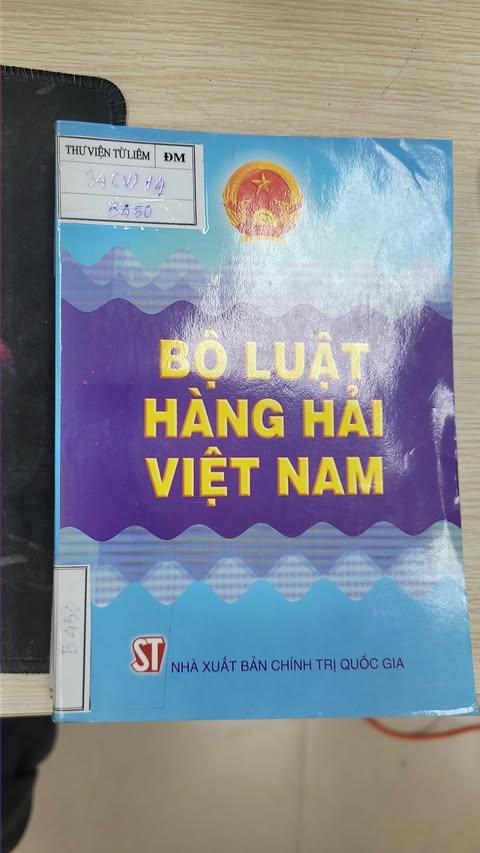 THƯ VIỆN TỪ LIÊM ĐM
34(V)14
BA50
BỘ LUẬT
HÀNG HẢI
VIỆT NAM
B450
ST NHÀ XUẤT BẢN CHÍNH TRỊ QUỐC GIA